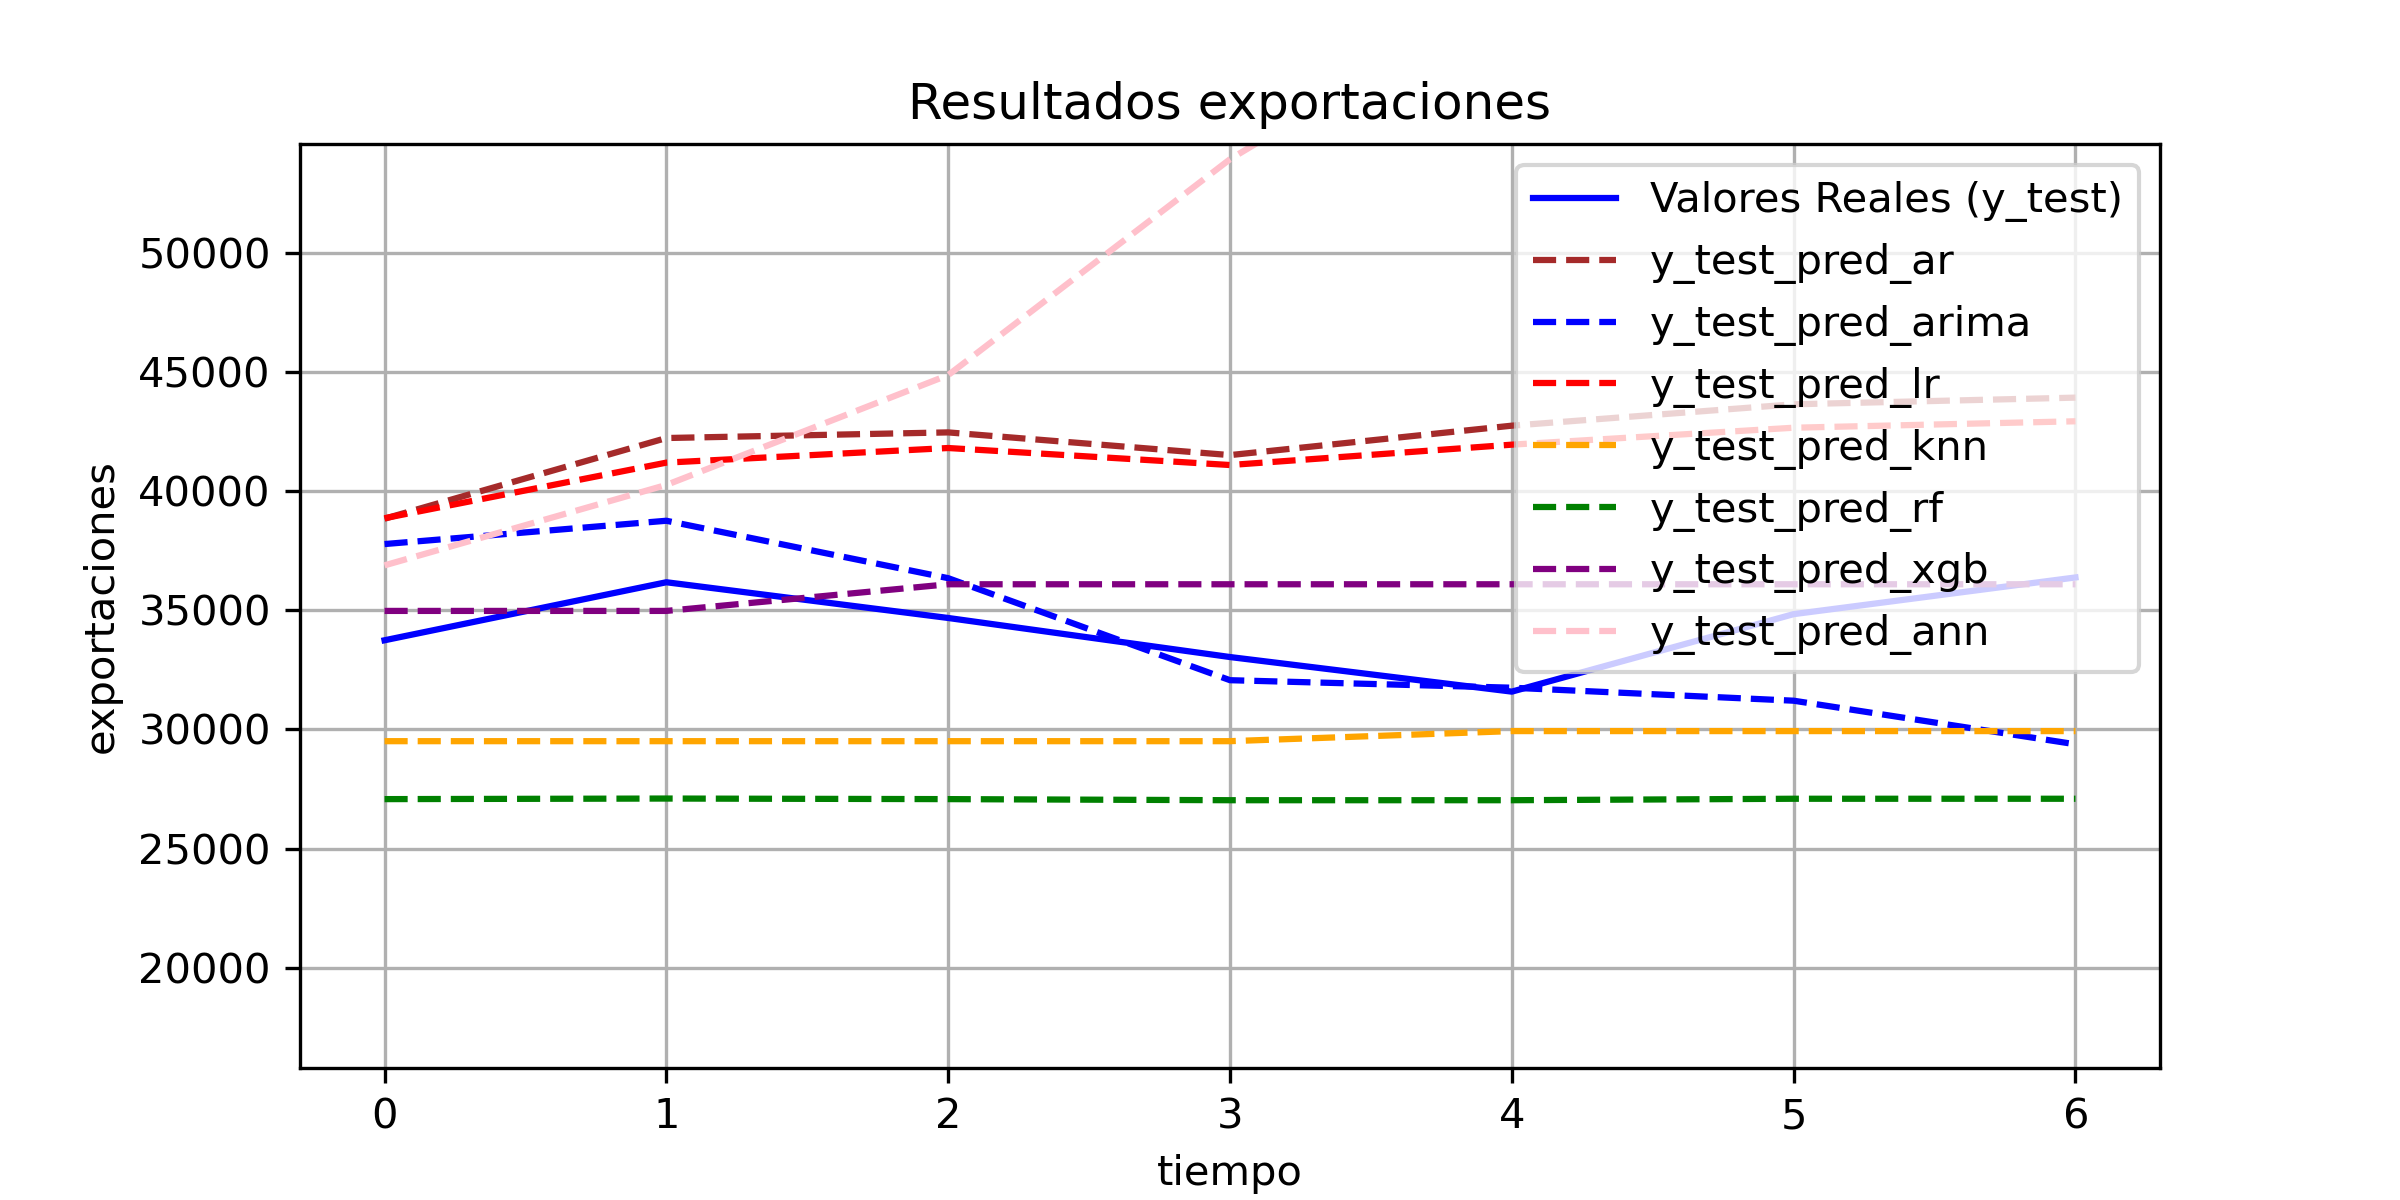 Resultados exportaciones
exportaciones
50000
45000
40000
35000
30000
25000
20000
Valores Reales (y_test)
y_test_pred_ar
y_test_pred_arima
y_test_pred_lr
y_test_pred_knn
y_test_pred_rf
y_test_pred_xgb
y_test_pred_ann
0 1 2 3 4 5 6
tiempo